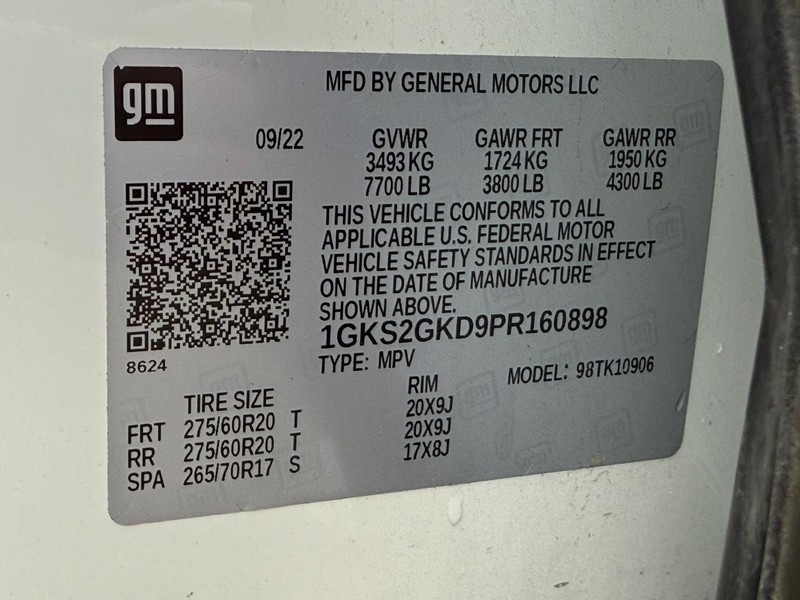 gm
MFD BY GENERAL MOTORS LLC
09/22 GVWR GAWR FRT GAWR RR
3493 KG 1724 KG 1950 KG
7700 LB 3800 LB 4300 LB
THIS VEHICLE CONFORMS TO ALL
APPLICABLE U.S. FEDERAL MOTOR
VEHICLE SAFETY STANDARDS IN EFFECT
ON THE DATE OF MANUFACTURE
SHOWN ABOVE.
1GKS2GKD9PR160898
8624
TYPE: MPV MODEL: 98TK10906
TIRE SIZE RIM
FRT 275/60R20 T 20X9J
RR 275/60R20 T 20X9J
SPA 265/70R17 S 17X8J